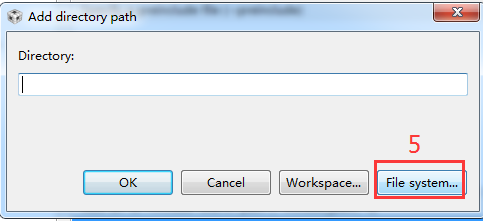 Add directory path
Directory:
5
OK
Cancel
Workspace...
File system...